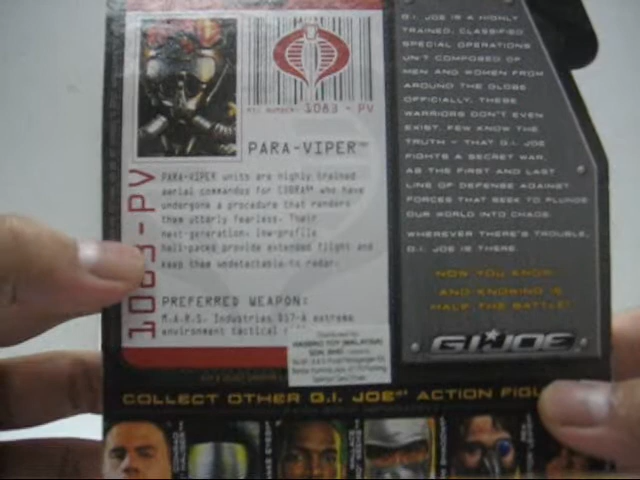 1083 - PV
PARA-VIPER™
PARA-VIPER units are highly trained
aerial commandos for COBRA® who have
undergone a procedure that renders
them utterly fearless. Their
next-generation, low-profile
heli-packs provide extended flight and
keep them undetectable to radar.
PREFERRED WEAPON:
M.A.R.S. Industries
environment tactical
1083-PV
G.I. JOE IS A HIGHLY
TRAINED, CLASSIFIED
SPECIAL OPERATIONS
UNIT COMPOSED OF
MEN AND WOMEN FROM
AROUND THE GLOBE
OFFICIALLY, THESE
WARRIORS DON'T EVEN
EXIST. FEW KNOW THE
TRUTH – THAT G.I. JOE
FIGHTS A SECRET WAR,
AS THE FIRST AND LAST
LINE OF DEFENSE AGAINST
FORCES THAT SEEK TO PLUNGE
OUR WORLD INTO CHAOS.
WHEREVER THERE'S TROUBLE,
G.I. JOE IS THERE.
NOW YOU KNOW.
AND KNOWING IS
HALF THE BATTLE!
G.I. JOE
HASBRO TOY (MALAYSIA)
SDN. BHD.
COLLECT OTHER G.I. JOE® ACTION